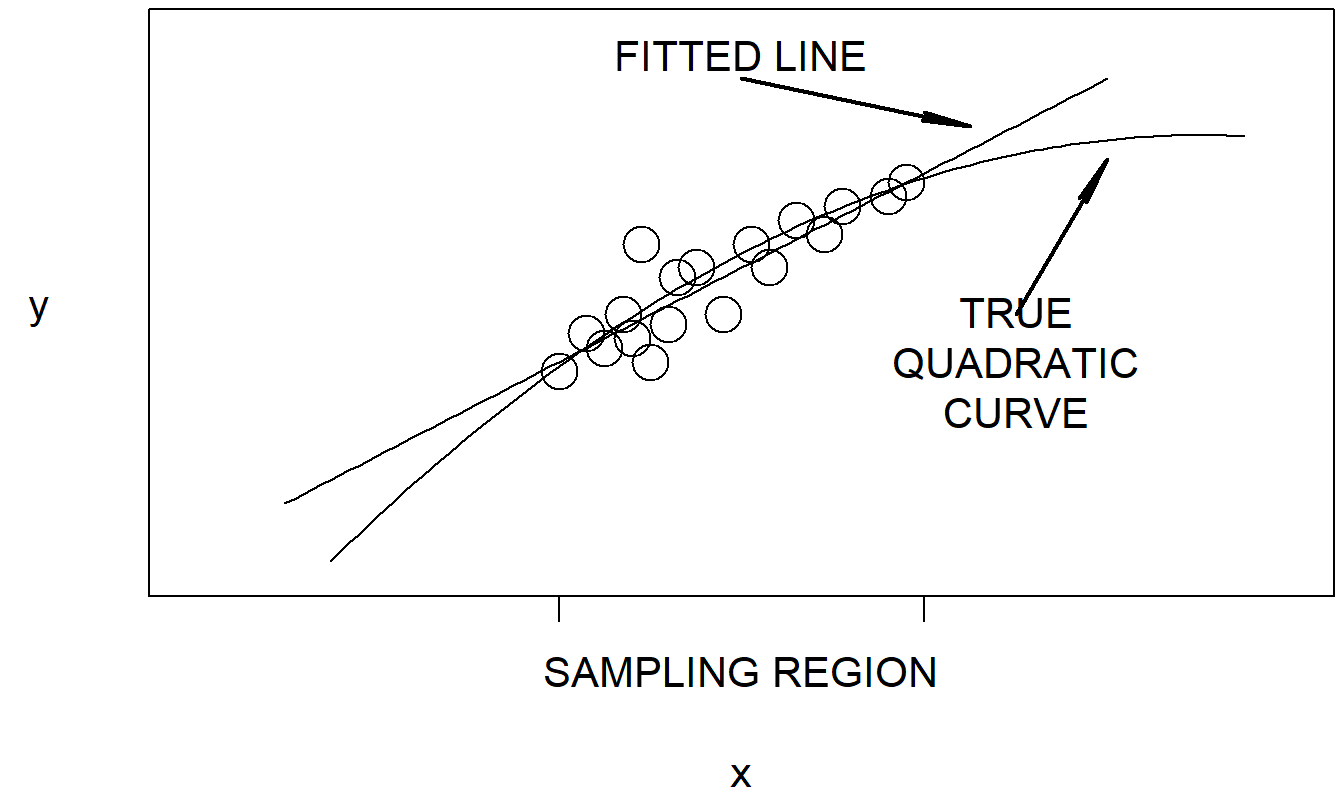 FITTED LINE
y
TRUE
QUADRATIC
CURVE
SAMPLING REGION
x